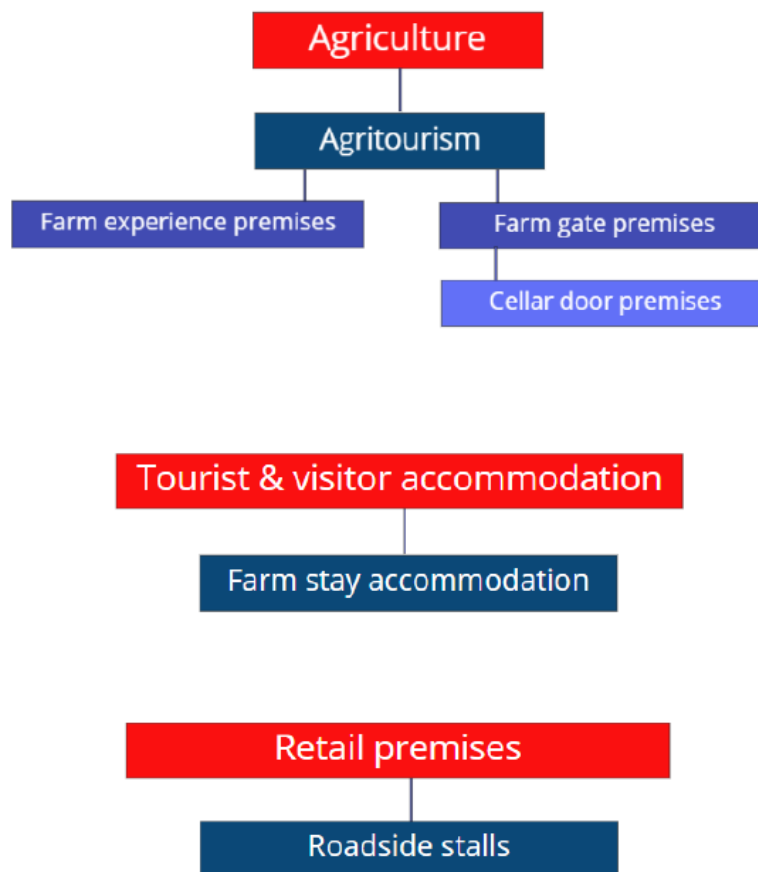 Agriculture
Agritourism
Farm experience premises
Farm gate premises
Cellar door premises
Tourist & visitor accommodation
Farm stay accommodation
Retail premises
Roadside stalls